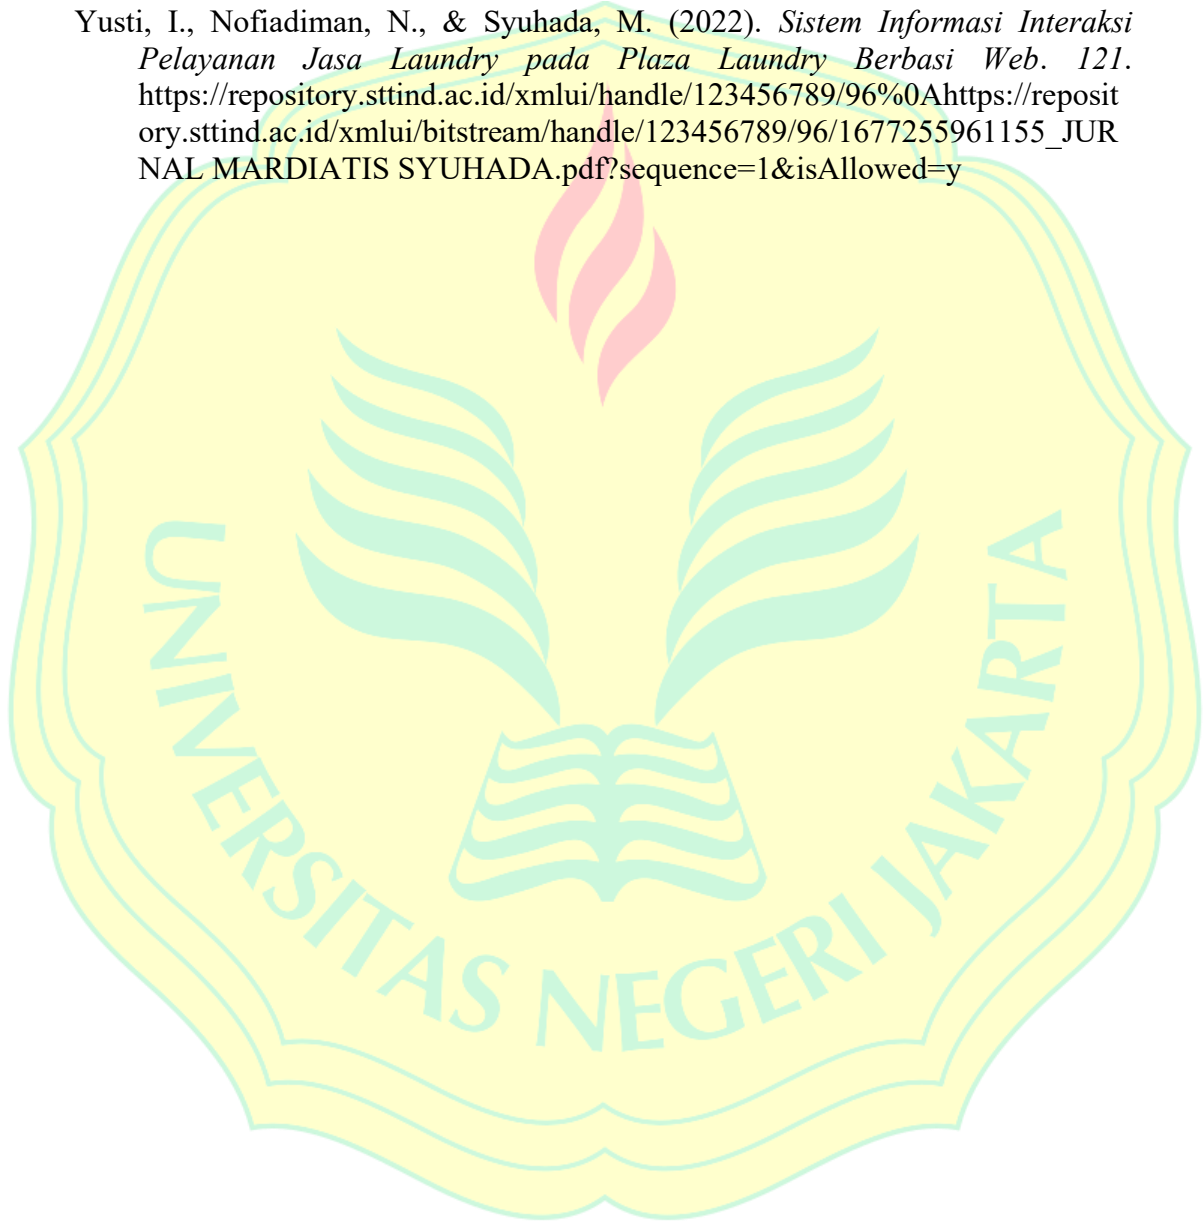 Yusti, I., Nofiadiman, N., & Syuhada, M. (2022). Sistem Informasi Interaksi
Pelayanan Jasa Laundry pada Plaza Laundry Berbasi Web. 121.
https://repository.sttind.ac.id/xmlui/handle/123456789/96%0Ahttps://reposit
ory.sttind.ac.id/xmlui/bitstream/handle/123456789/96/1677255961155_JUR
NAL MARDIATIS SYUHADA.pdf?sequence=1&isAllowed=y
UNIVERSITAS NEGERI JAKARTA